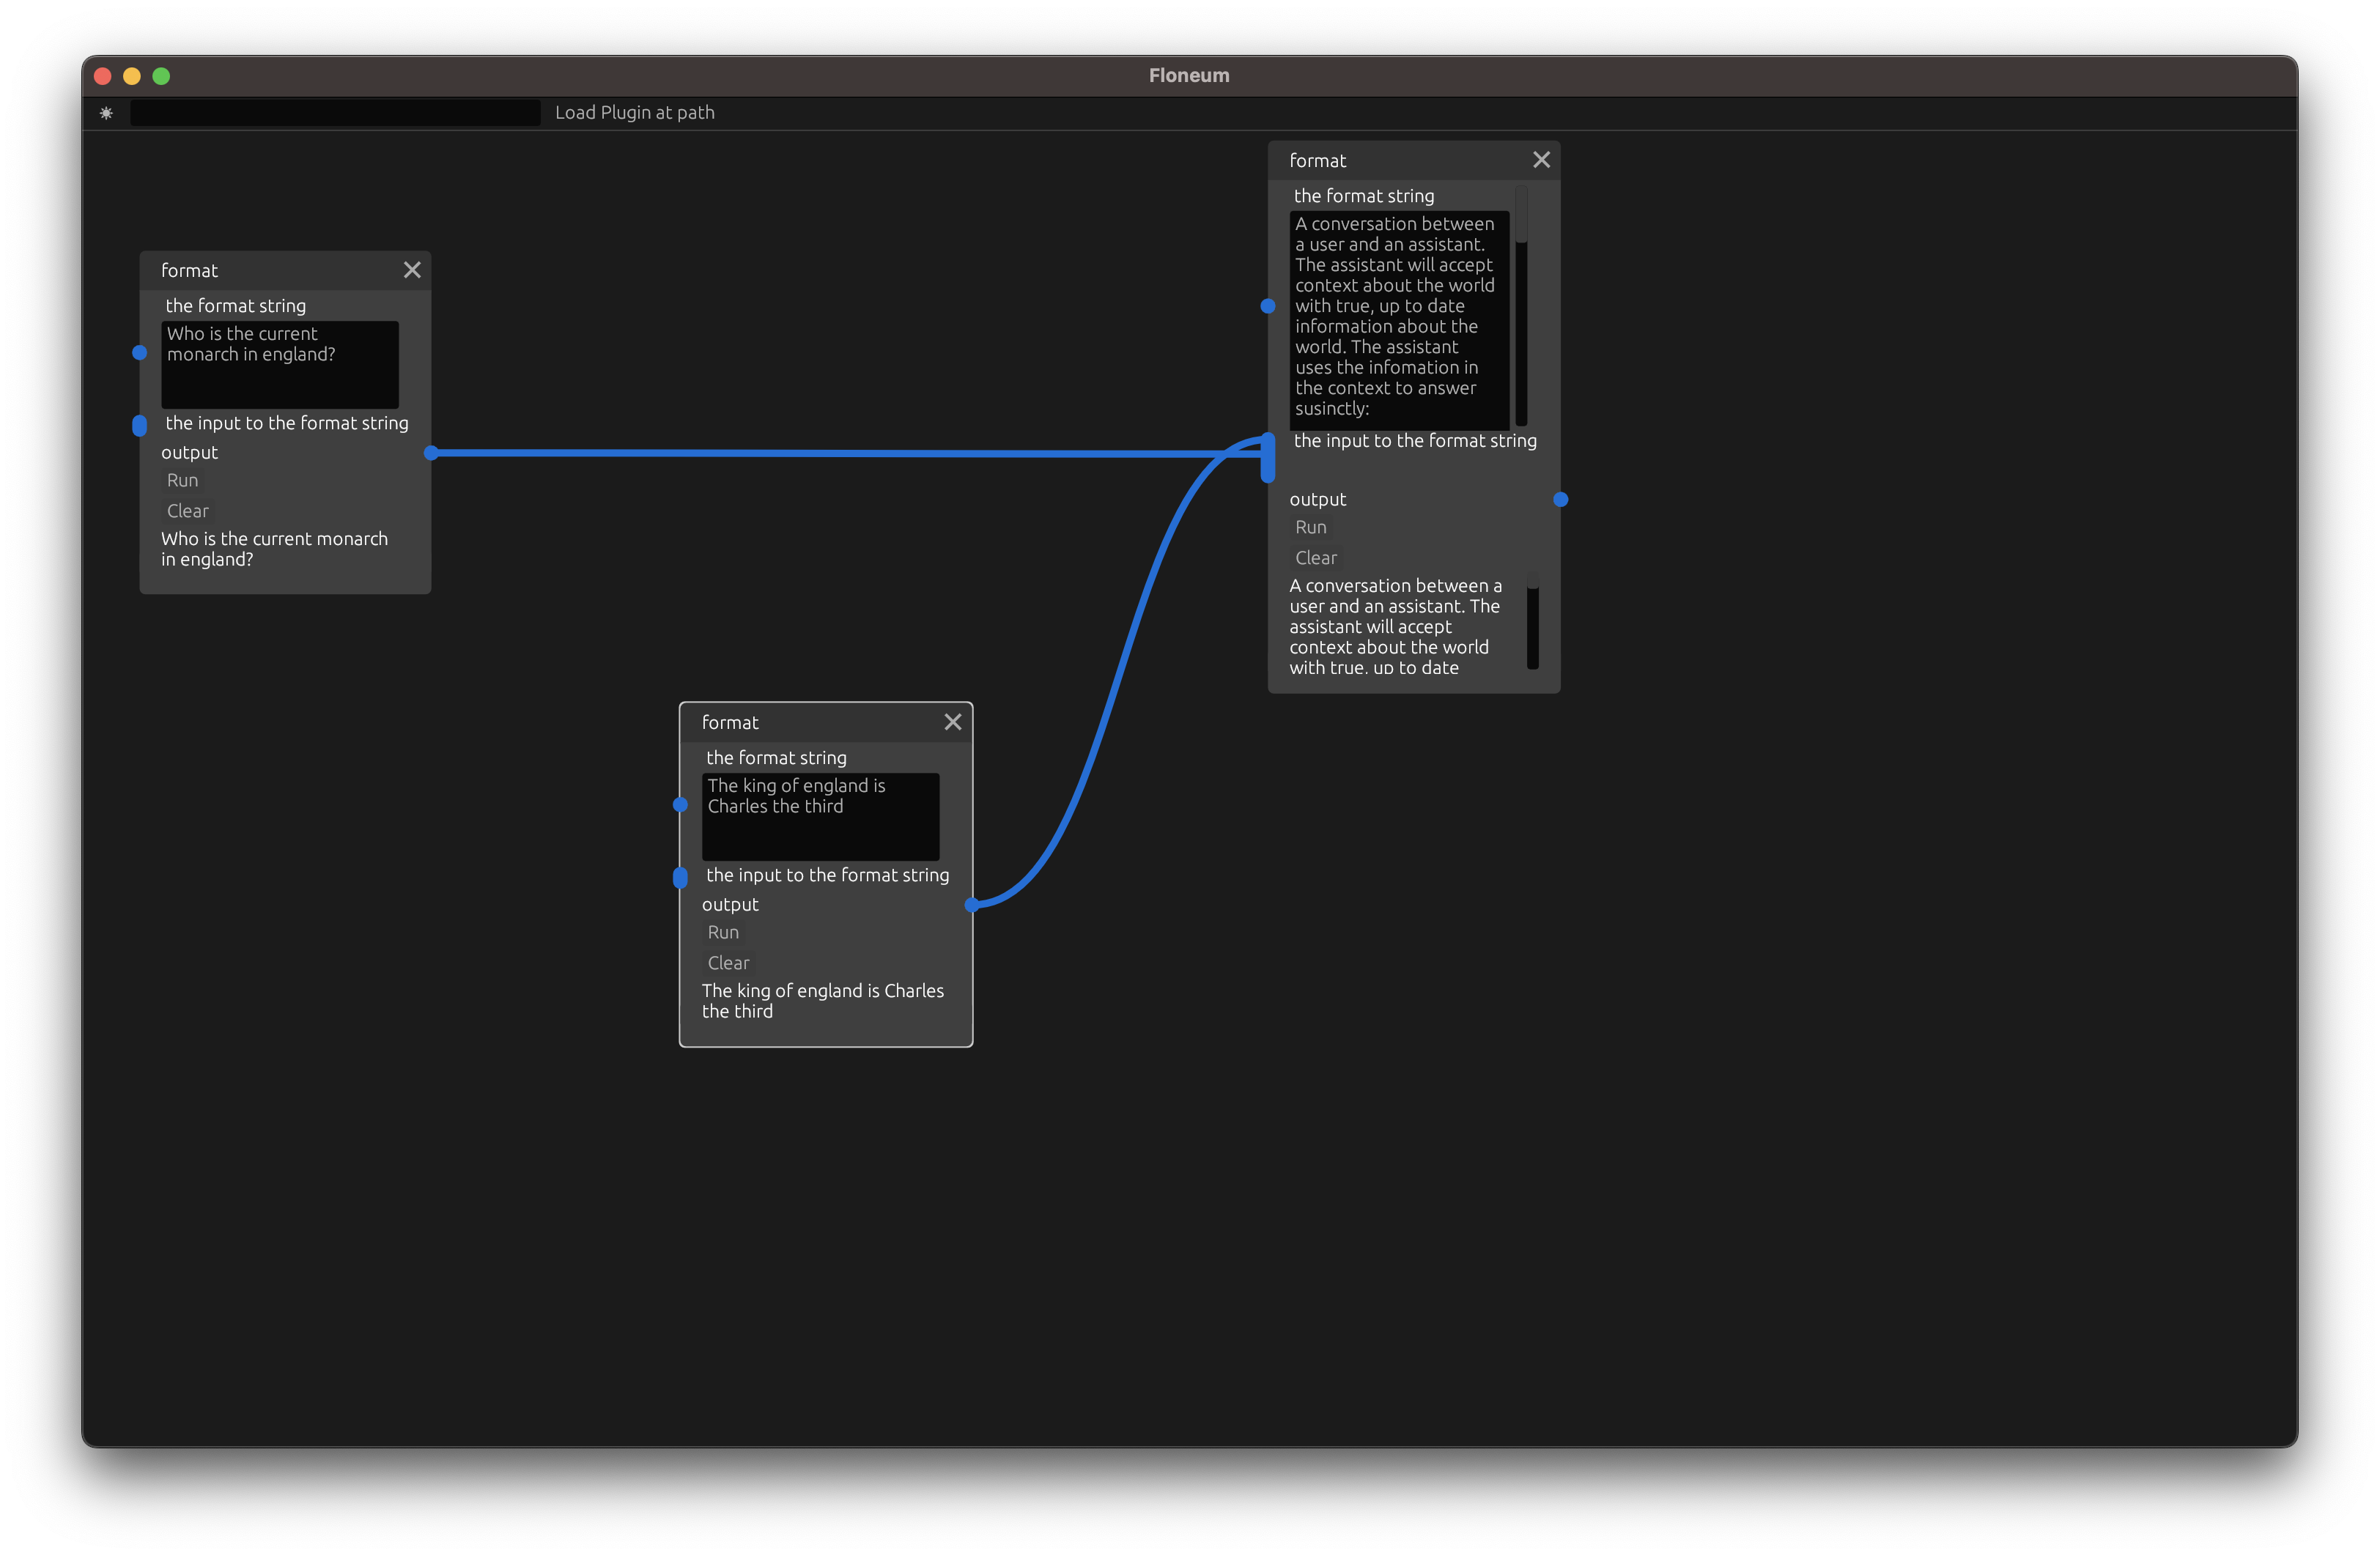 Floneum
Load Plugin at path
format
the format string
Who is the current
monarch in england?
the input to the format string
output
Run
Clear
Who is the current monarch
in england?
format
the format string
The king of england is
Charles the third
the input to the format string
output
Run
Clear
The king of england is Charles
the third
format
the format string
A conversation between
a user and an assistant.
The assistant will accept
context about the world
with true, up to date
information about the
world. The assistant
uses the infomation in
the context to answer
susinctly:
the input to the format string
output
Run
Clear
A conversation between a
user and an assistant. The
assistant will accept
context about the world
with true, up to date